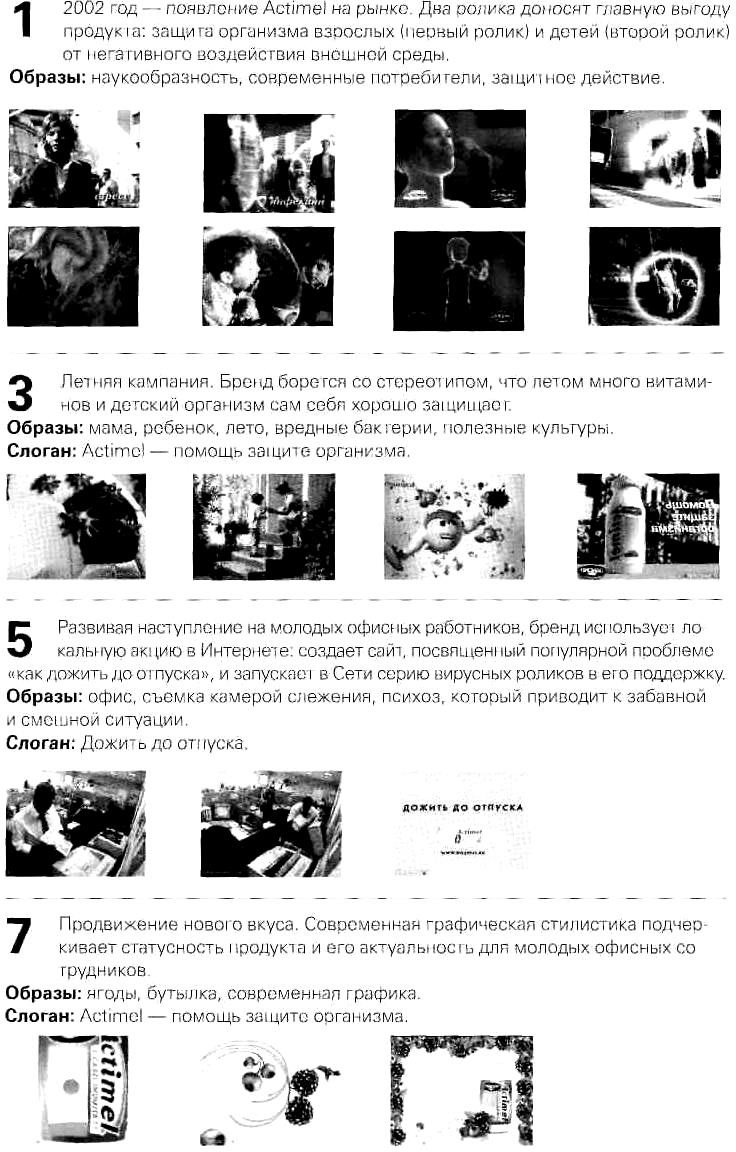 1
2002 год — появление Actimel на рынке. Два ролика доносят главную выгоду
продукта: защита организма взрослых (первый ролик) и детей (второй ролик)
от негативного воздействия внешней среды.
Образы: наукообразность, современные потребители, защитное действие.
стресс
3
Летняя кампания. Бренд борется со стереотипом, что летом много витами-
нов и детский организм сам себя хорошо защищает.
Образы: мама, ребенок, лето, вредные бактерии, полезные культуры.
Слоган: Actimel — помощь защите организма.
Помощь
защите
организма
5
Развивая наступление на молодых офисных работников, бренд использует ло-
кальную акцию в Интернете: создает сайт, посвященный популярной проблеме
«как дожить до отпуска», и запускает в Сети серию вирусных роликов в его поддержку.
Образы: офис, съемка камерой слежения, психоз, который приводит к забавной
и смешной ситуации.
Слоган: Дожить до отпуска.
ДОЖИТЬ ДО ОТПУСКА
Actimel
7
Продвижение нового вкуса. Современная графическая стилистика подчер-
кивает статусность продукта и его актуальность для молодых офисных со
трудников.
Образы: ягоды, бутылка, современная графика.
Слоган: Actimel — помощь защите организма.
Actimel
Actimel